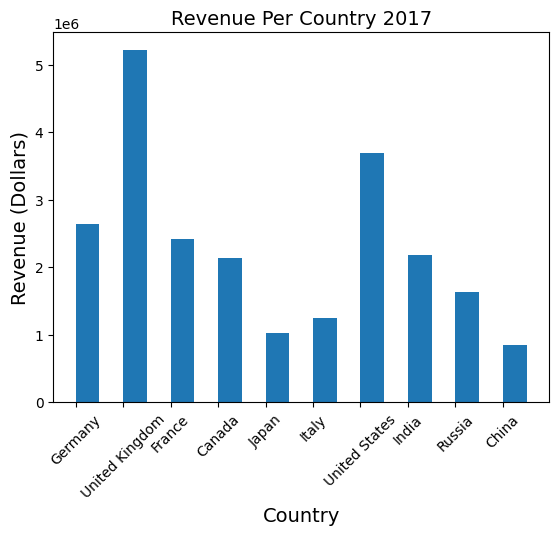 Revenue Per Country 2017
1e6
Revenue (Dollars)
5
4
3
2
1
0
Germany
United Kingdom
France
Canada
Japan
Italy
United States
India
Russia
China
Country